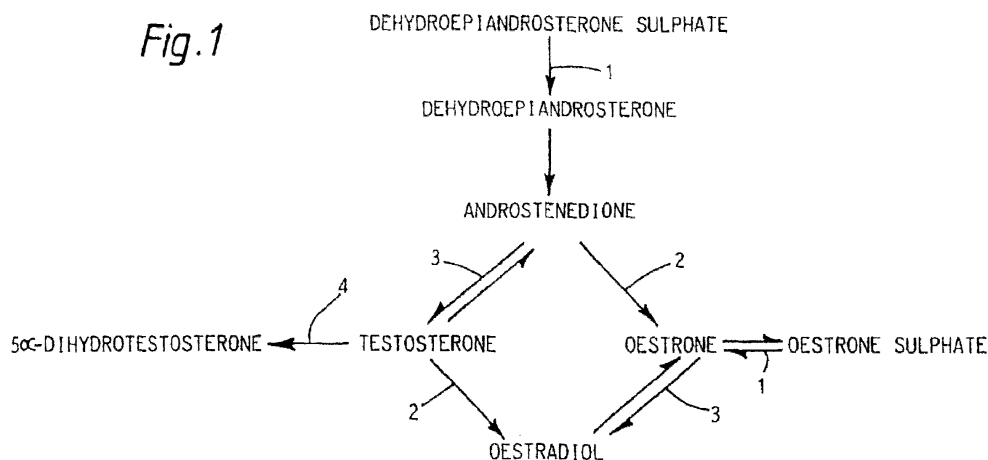 Fig.1
DEHYDROEPIANDROSTERONE SULPHATE
1
DEHYDROEPIANDROSTERONE
ANDROSTENEDIONE
3
2
4
5α-DIHYDROTESTOSTERONE
TESTOSTERONE
OESTRONE
OESTRONE SULPHATE
1
2
3
OESTRADIOL